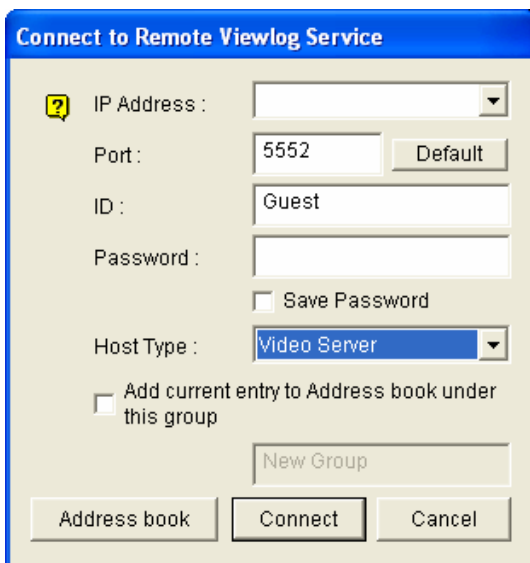 Connect to Remote Viewlog Service
IP Address :
Port :
5552
Default
ID :
Guest
Password :
Save Password
Host Type :
Video Server
Add current entry to Address book under
this group
New Group
Address book
Connect
Cancel